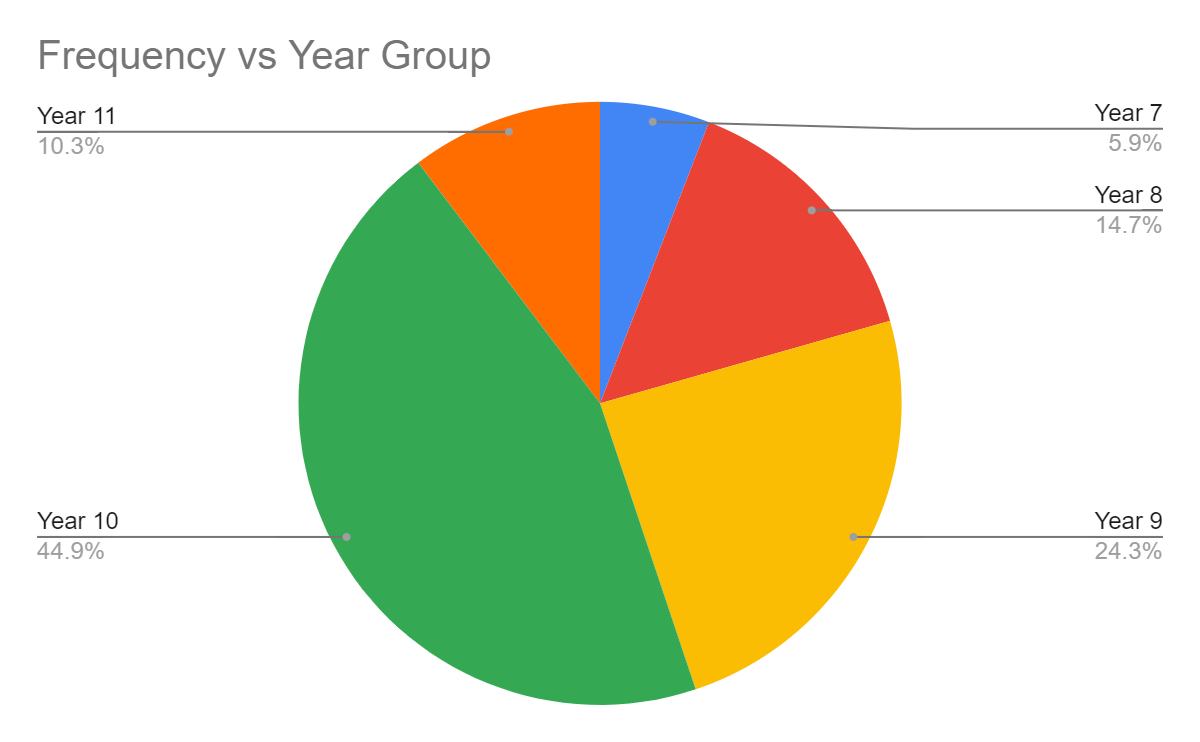 Frequency vs Year Group
Year 11
10.3%
Year 7
5.9%
Year 8
14.7%
Year 10
44.9%
Year 9
24.3%